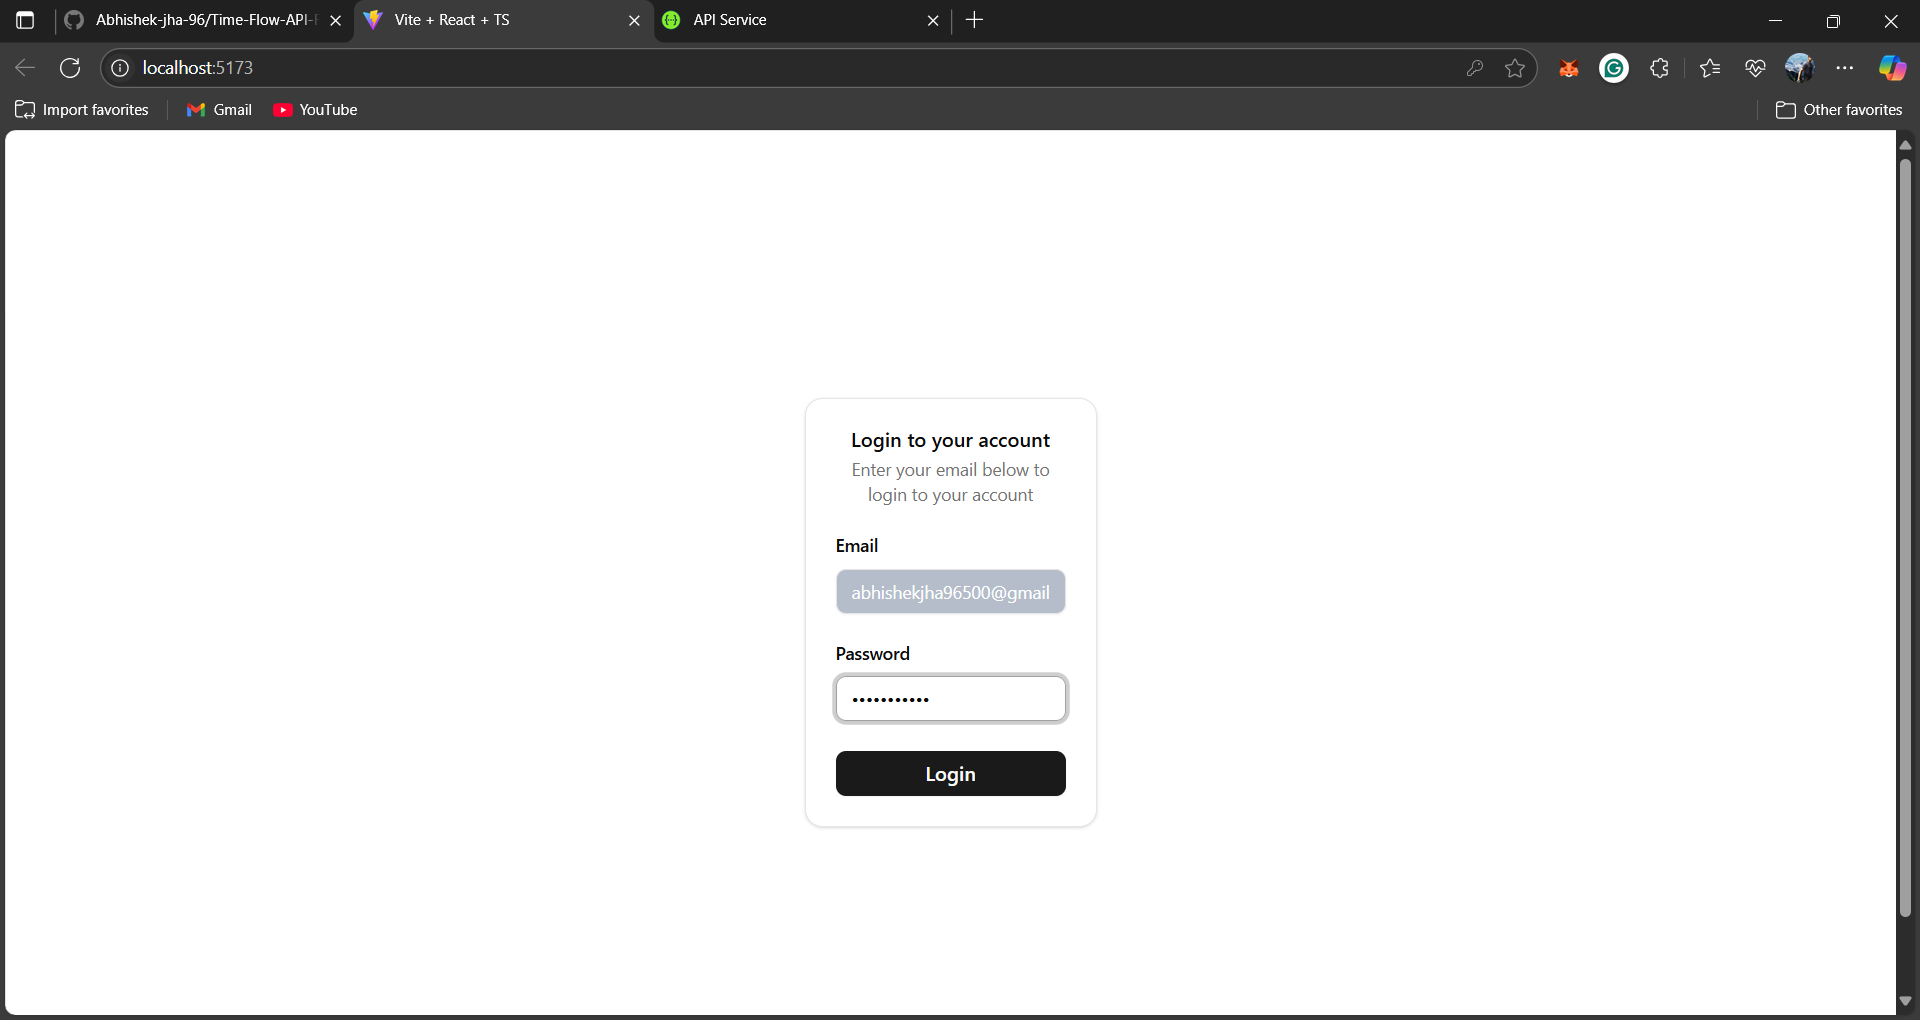 Abhishek-jha-96/Time-Flow-API-
Vite + React + TS
API Service
localhost:5173
Import favorites
Gmail
YouTube
Other favorites
Login to your account
Enter your email below to
login to your account
Email
abhishekjha96500@gmail
Password
•••••••••••
Login